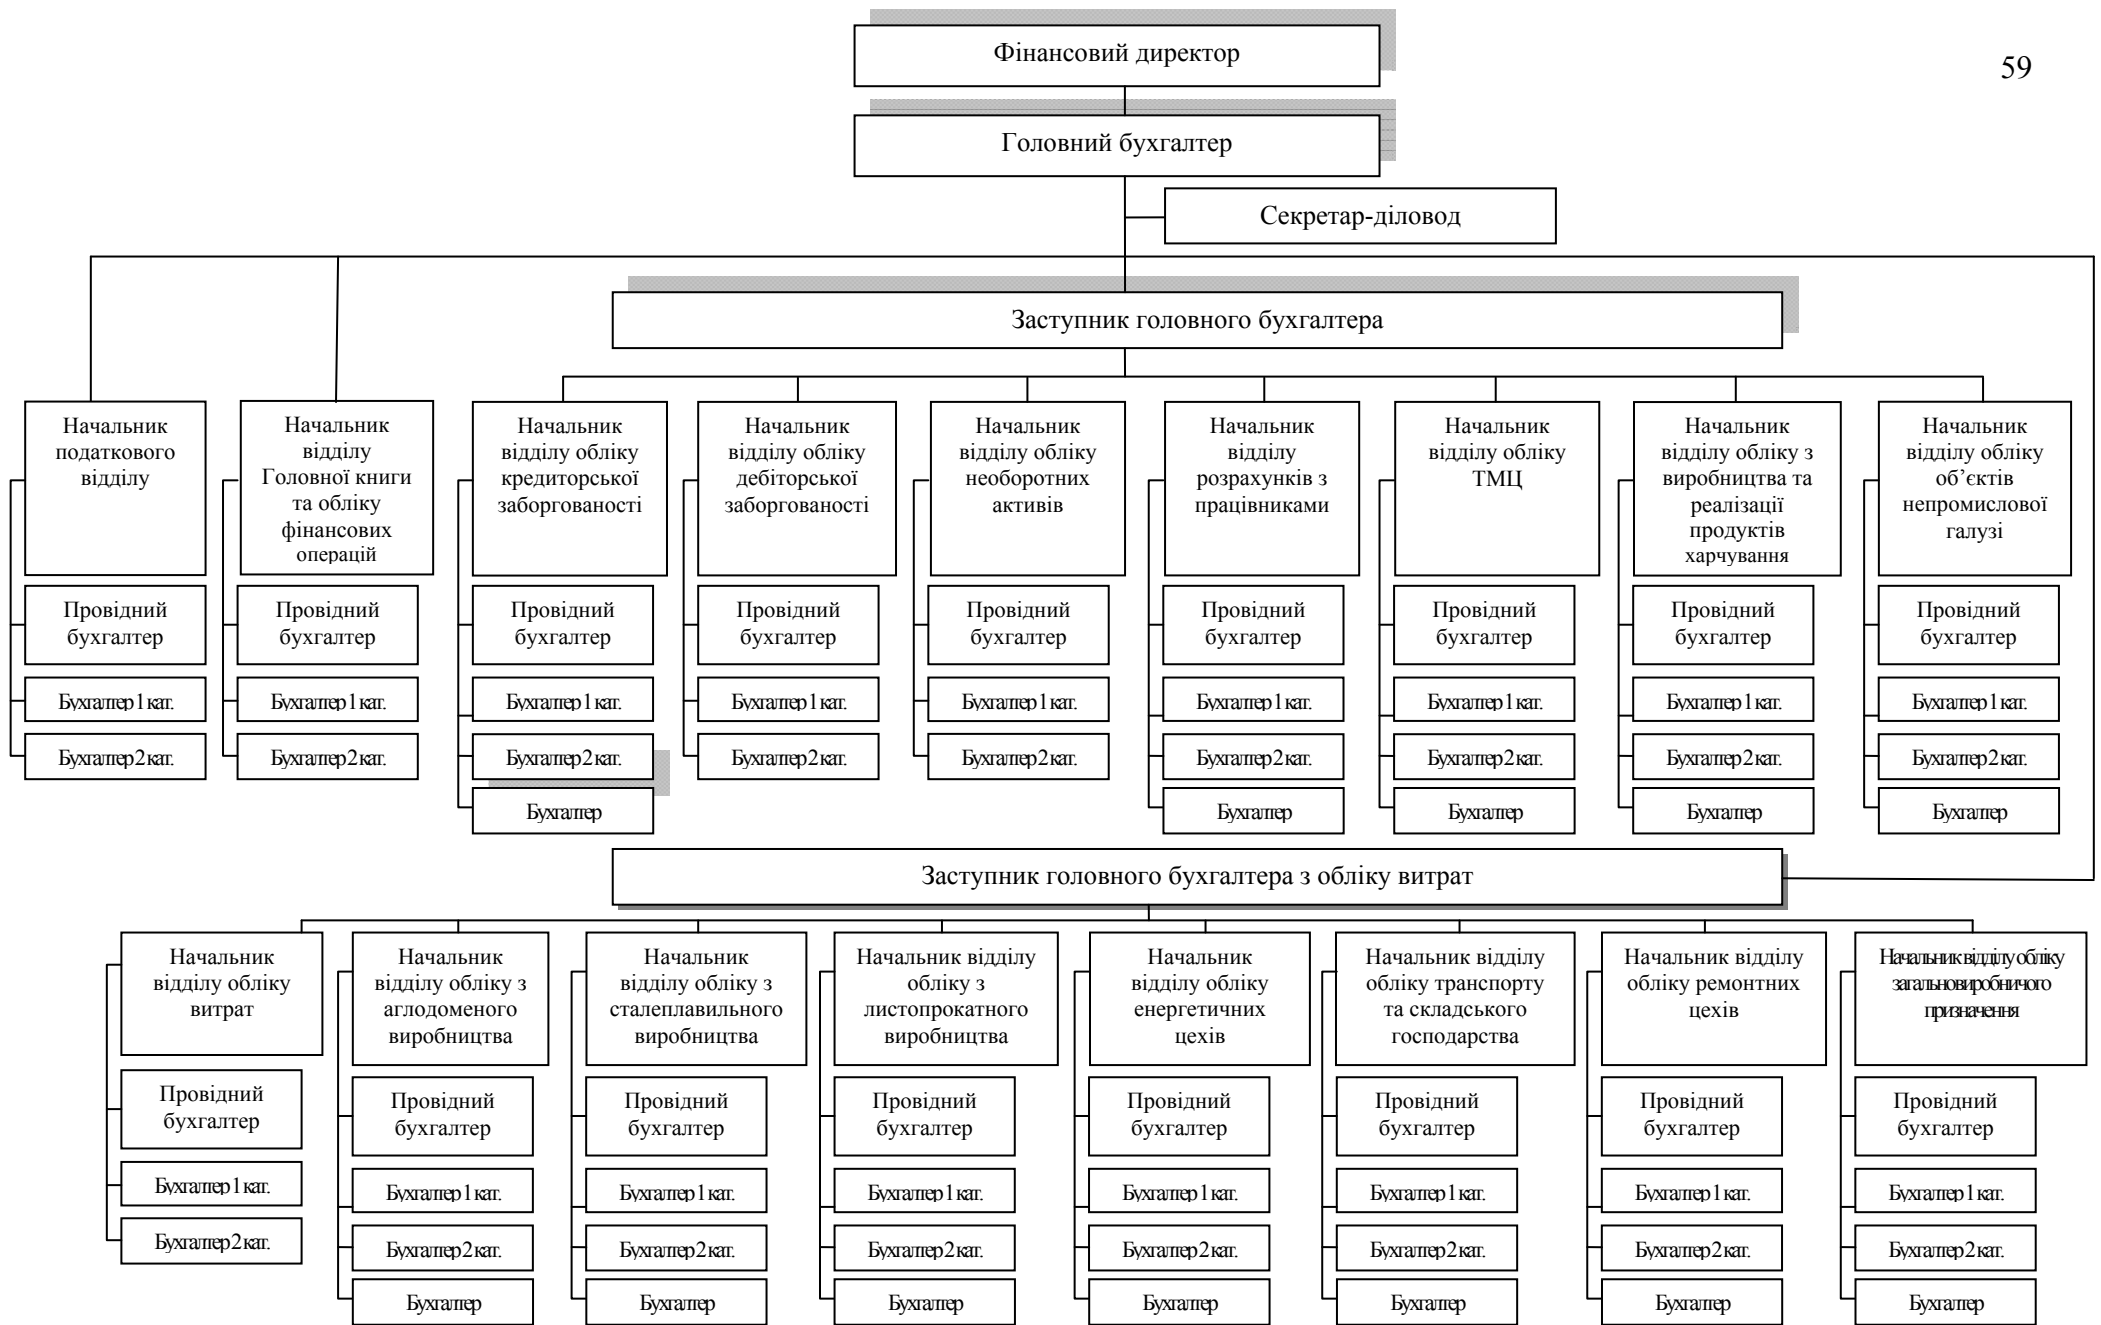 Фінансовий директор
59
Головний бухгалтер
Секретар-діловод
Заступник головного бухгалтера
Начальник
податкового
відділу
Начальник
відділу
Головної книги
та обліку
фінансових
операцій
Начальник
відділу обліку
кредиторської
заборгованості
Начальник
відділу обліку
дебіторської
заборгованості
Начальник
відділу обліку
необоротних
активів
Начальник
відділу
розрахунків з
працівниками
Начальник
відділу обліку
ТМЦ
Начальник
відділу обліку з
виробництва та
реалізації
продуктів
харчування
Начальник
відділу обліку
об’єктів
непромислової
галузі
Провідний
бухгалтер
Провідний
бухгалтер
Провідний
бухгалтер
Провідний
бухгалтер
Провідний
бухгалтер
Провідний
бухгалтер
Провідний
бухгалтер
Провідний
бухгалтер
Провідний
бухгалтер
Бухгалтер 1 кат.
Бухгалтер 1 кат.
Бухгалтер 1 кат.
Бухгалтер 1 кат.
Бухгалтер 1 кат.
Бухгалтер 1 кат.
Бухгалтер 1 кат.
Бухгалтер 1 кат.
Бухгалтер 1 кат.
Бухгалтер 2 кат.
Бухгалтер 2 кат.
Бухгалтер 2 кат.
Бухгалтер 2 кат.
Бухгалтер 2 кат.
Бухгалтер 2 кат.
Бухгалтер 2 кат.
Бухгалтер 2 кат.
Бухгалтер 2 кат.
Бухгалтер
Бухгалтер
Бухгалтер
Бухгалтер
Бухгалтер
Заступник головного бухгалтера з обліку витрат
Начальник
відділу обліку
витрат
Начальник
відділу обліку з
аглодоменого
виробництва
Начальник
відділу обліку з
сталеплавильного
виробництва
Начальник відділу
обліку з
листопрокатного
виробництва
Начальник
відділу обліку
енергетичних
цехів
Начальник відділу
обліку транспорту
та складського
господарства
Начальник відділу
обліку ремонтних
цехів
Начальник відділу обліку
загальновиробничого
призначення
Провідний
бухгалтер
Провідний
бухгалтер
Провідний
бухгалтер
Провідний
бухгалтер
Провідний
бухгалтер
Провідний
бухгалтер
Провідний
бухгалтер
Провідний
бухгалтер
Бухгалтер 1 кат.
Бухгалтер 1 кат.
Бухгалтер 1 кат.
Бухгалтер 1 кат.
Бухгалтер 1 кат.
Бухгалтер 1 кат.
Бухгалтер 1 кат.
Бухгалтер 1 кат.
Бухгалтер 2 кат.
Бухгалтер 2 кат.
Бухгалтер 2 кат.
Бухгалтер 2 кат.
Бухгалтер 2 кат.
Бухгалтер 2 кат.
Бухгалтер 2 кат.
Бухгалтер 2 кат.
Бухгалтер
Бухгалтер
Бухгалтер
Бухгалтер
Бухгалтер
Бухгалтер
Бухгалтер